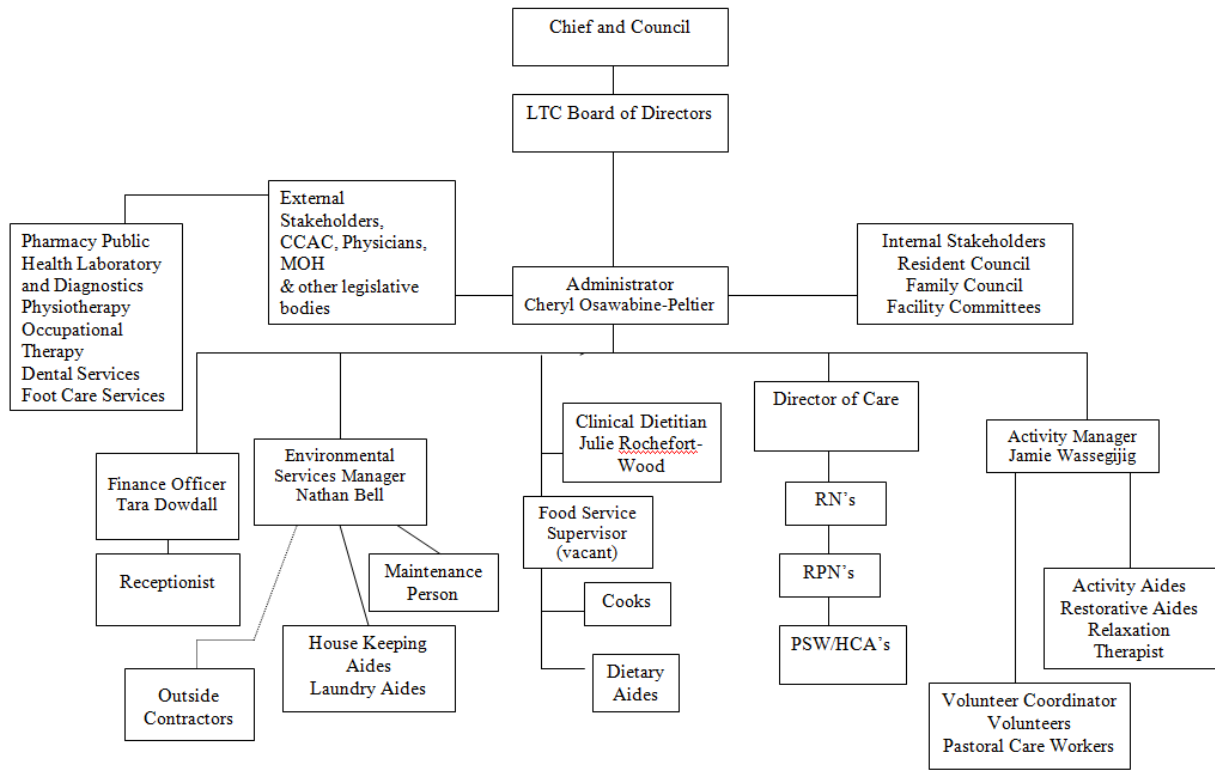 Chief and Council
LTC Board of Directors
External
Stakeholders,
CCAC, Physicians,
MOH
& other legislative
bodies
Pharmacy Public
Health Laboratory
and Diagnostics
Physiotherapy
Occupational
Therapy
Dental Services
Foot Care Services
Administrator
Cheryl Osawabine-Peltier
Internal Stakeholders
Resident Council
Family Council
Facility Committees
Finance Officer
Tara Dowdall
Receptionist
Environmental
Services Manager
Nathan Bell
Maintenance
Person
House Keeping
Aides
Laundry Aides
Outside
Contractors
Clinical Dietitian
Julie Rochefort-
Wood
Food Service
Supervisor
(vacant)
Cooks
Dietary
Aides
Director of Care
RN’s
RPN’s
PSW/HCA’s
Activity Manager
Jamie Wassegijig
Activity Aides
Restorative Aides
Relaxation
Therapist
Volunteer Coordinator
Volunteers
Pastoral Care Workers